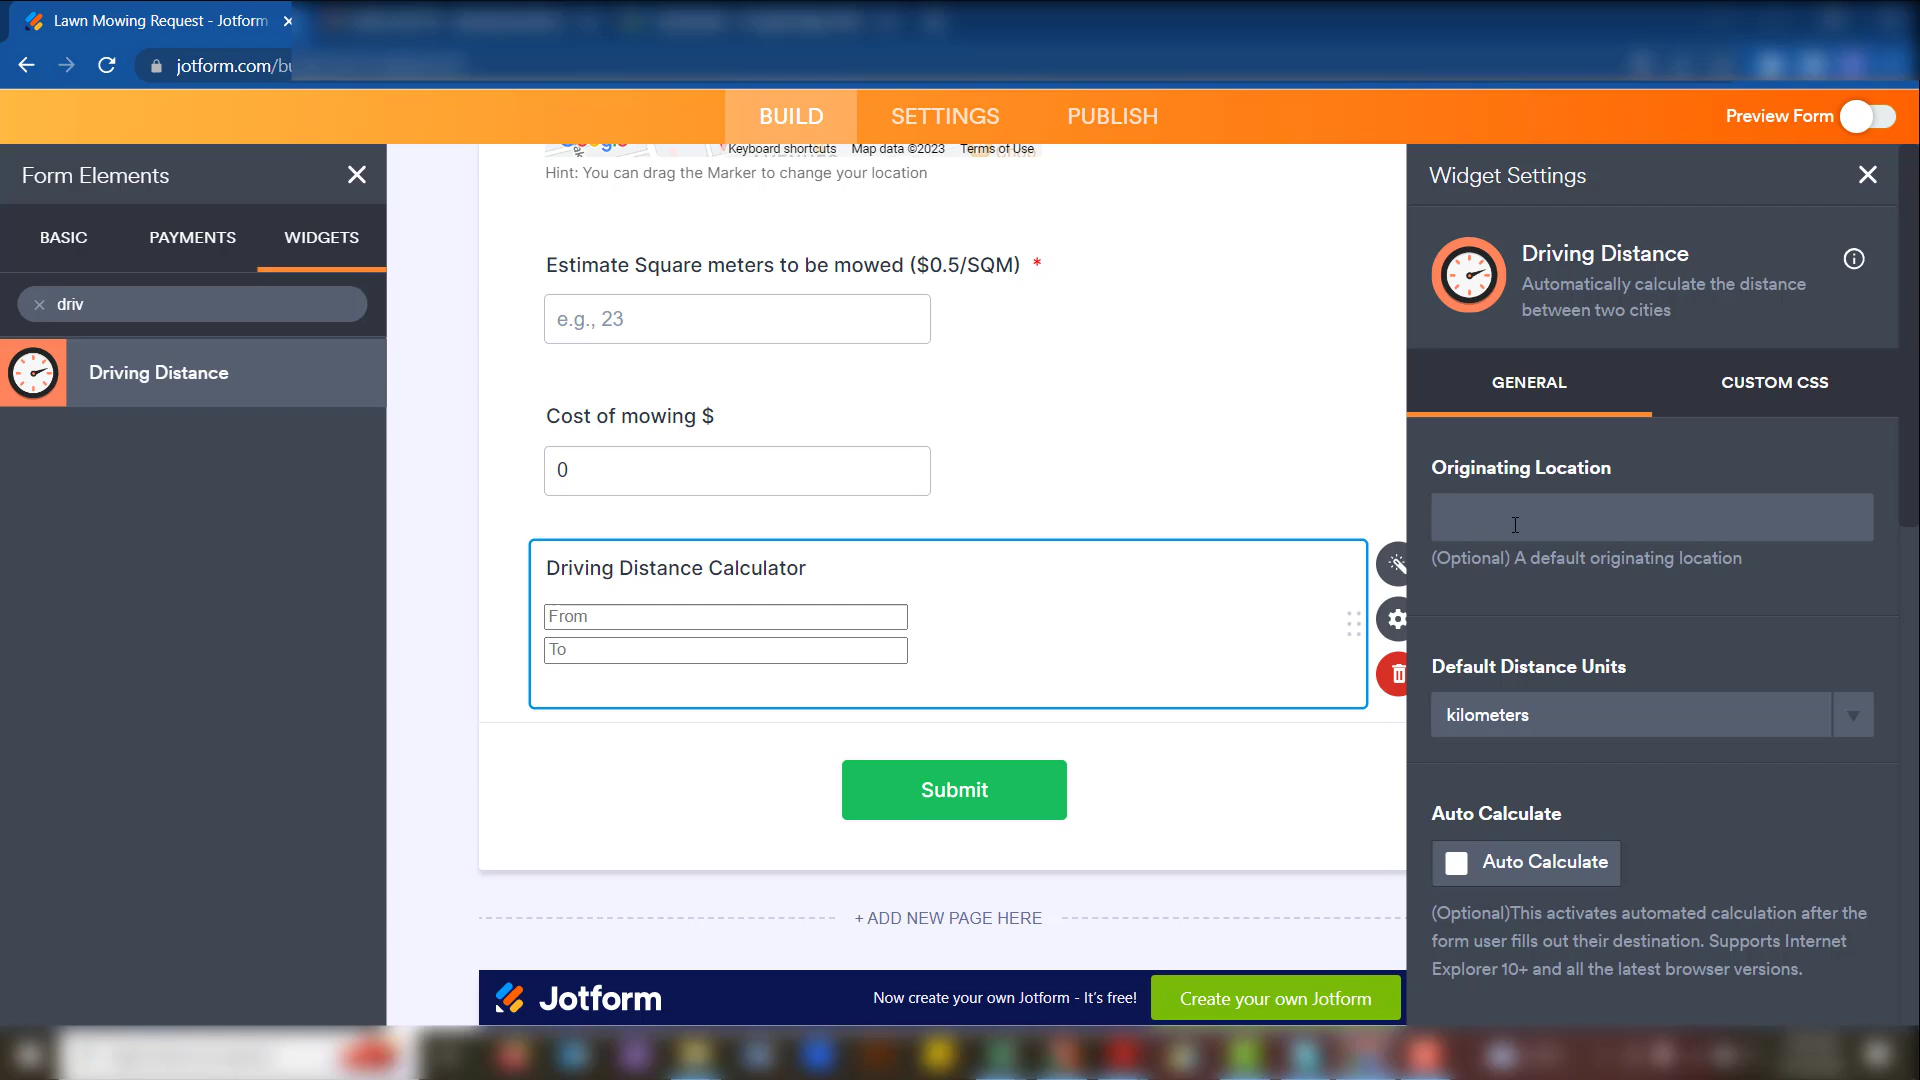 Lawn Mowing Request - Jotform
jotform.com/bu
BUILD
SETTINGS
PUBLISH
Preview Form
Form Elements
BASIC
PAYMENTS
WIDGETS
driv
Driving Distance
Keyboard shortcuts
Map data ©2023
Terms of Use
Hint: You can drag the Marker to change your location
Estimate Square meters to be mowed ($0.5/SQM) *
e.g., 23
Cost of mowing $
0
Driving Distance Calculator
From
To
Submit
+ ADD NEW PAGE HERE
Jotform
Now create your own Jotform - It's free!
Create your own Jotform
Widget Settings
Driving Distance
Automatically calculate the distance
between two cities
GENERAL
CUSTOM CSS
Originating Location
(Optional) A default originating location
Default Distance Units
kilometers
Auto Calculate
Auto Calculate
(Optional)This activates automated calculation after the
form user fills out their destination. Supports Internet
Explorer 10+ and all the latest browser versions.